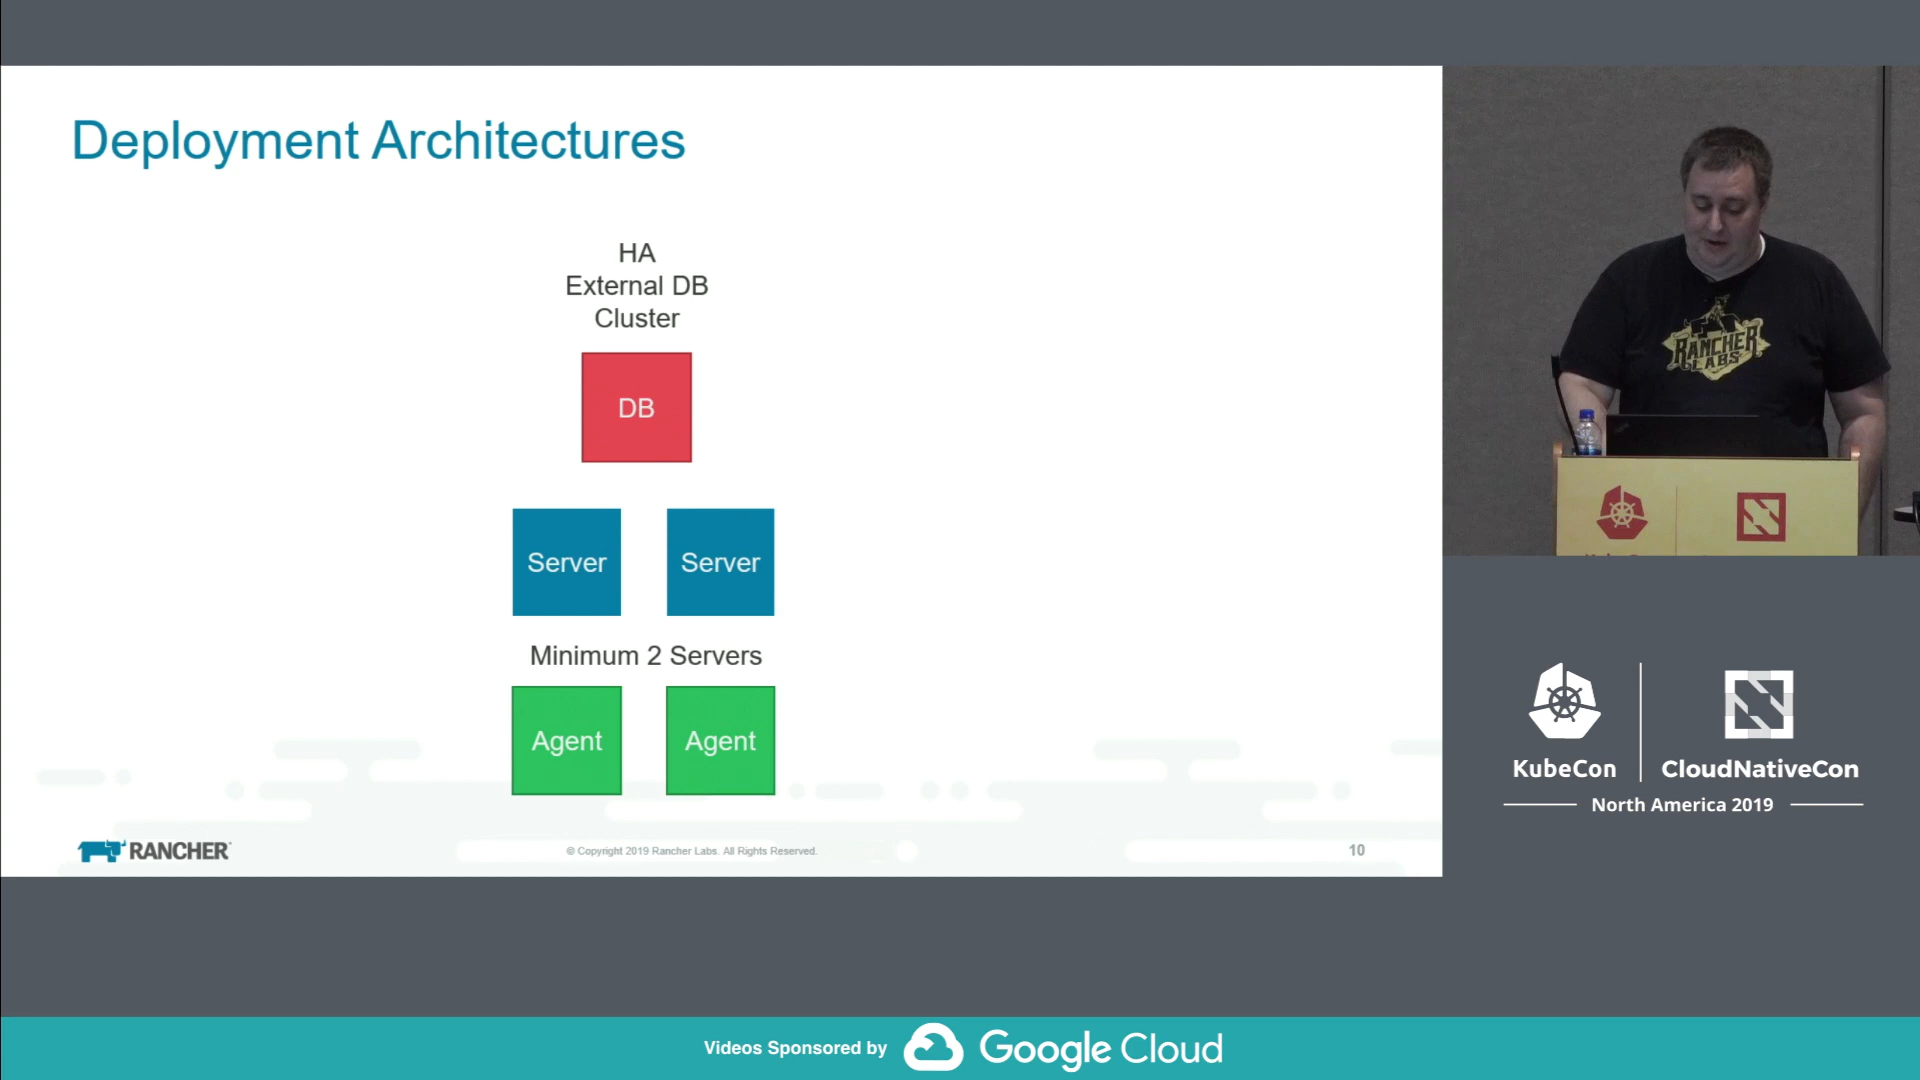 Deployment Architectures
HA
External DB
Cluster
DB
Server
Server
Minimum 2 Servers
Agent
Agent
RANCHER
© Copyright 2019 Rancher Labs. All Rights Reserved.
10
RANCHER
LABS
KubeCon
CloudNativeCon
North America 2019
Videos Sponsored by
Google Cloud